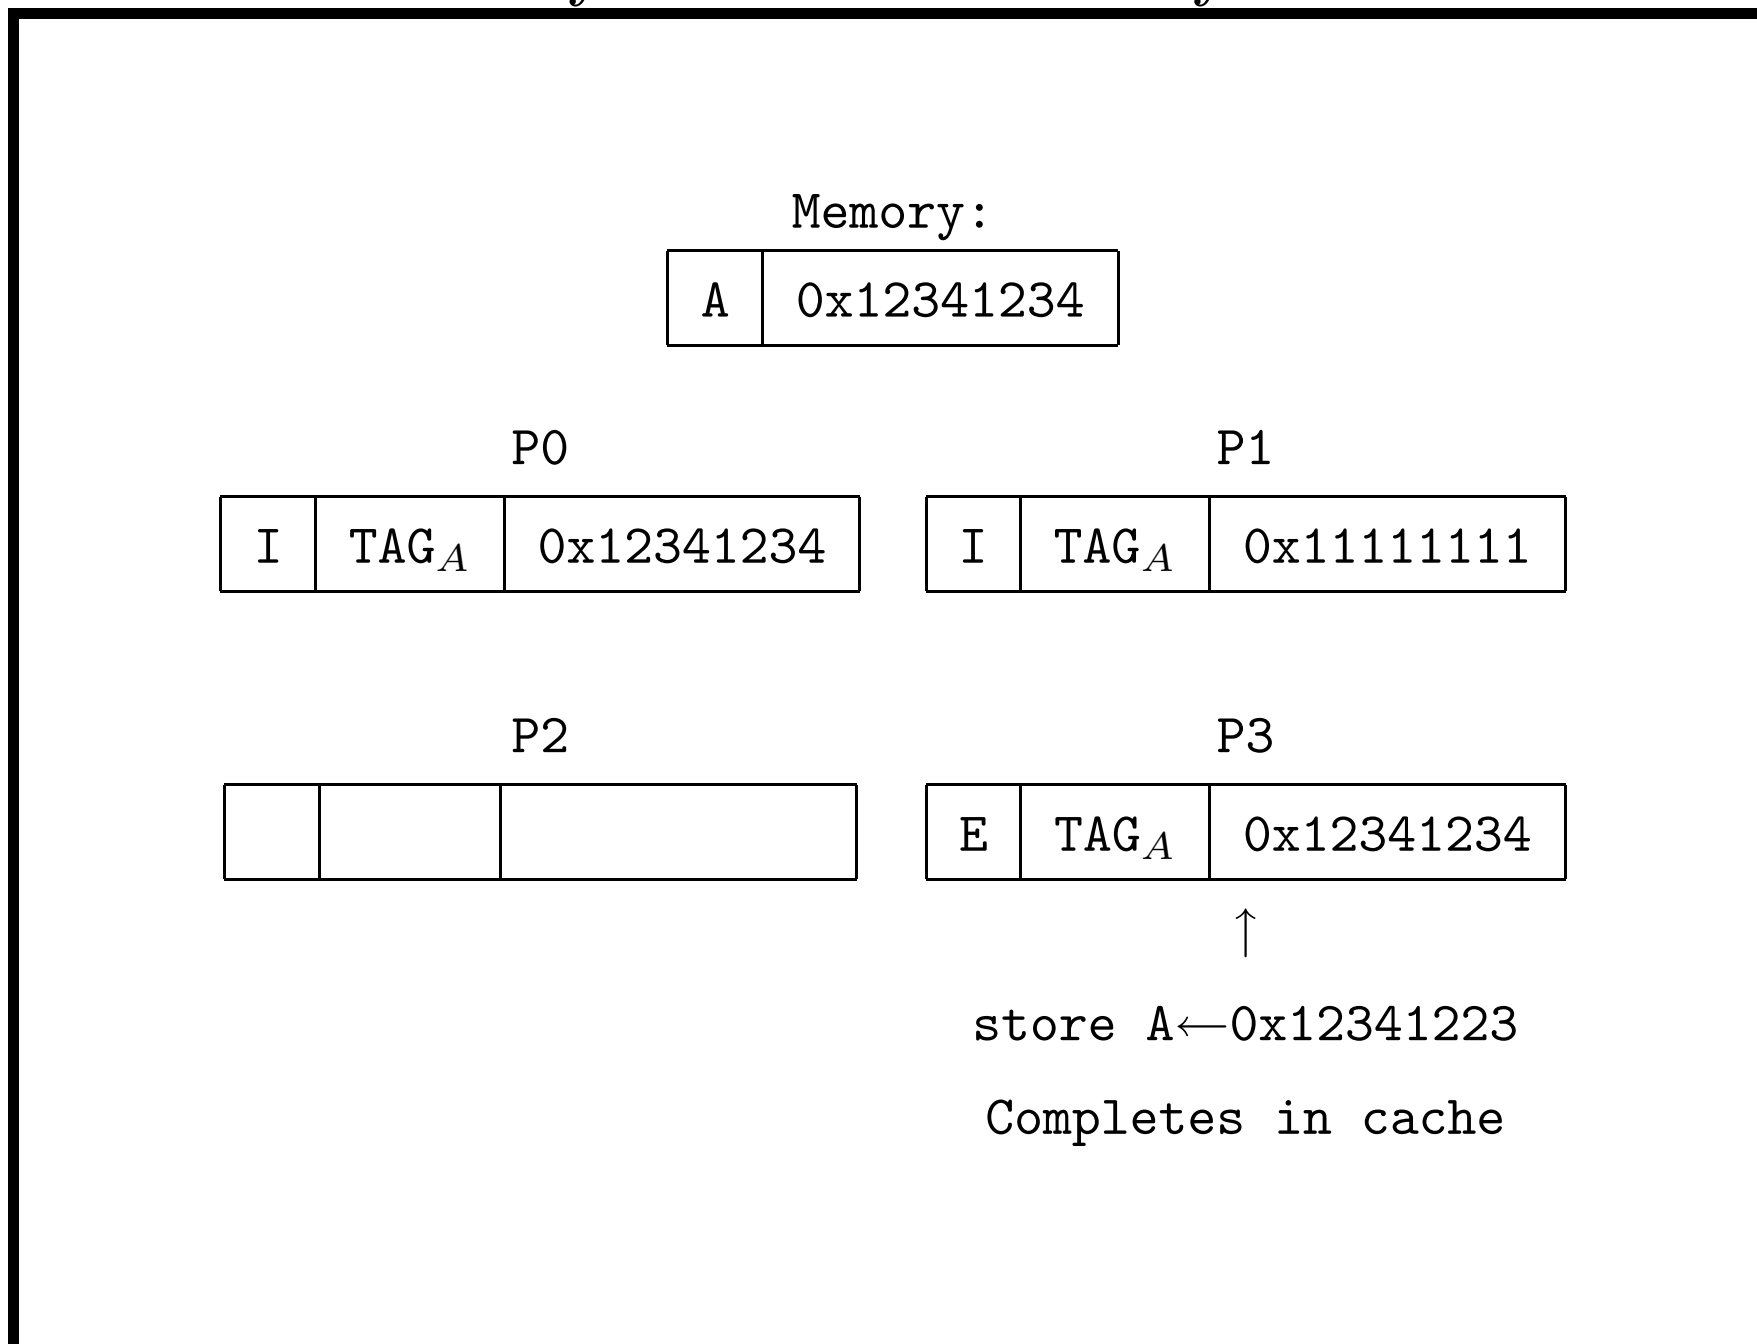 Memory:
A 0x12341234
P0 P1
I TAG_A 0x12341234 I TAG_A 0x11111111
P2 P3
E TAG_A 0x12341234
↑
store A←0x12341223
Completes in cache